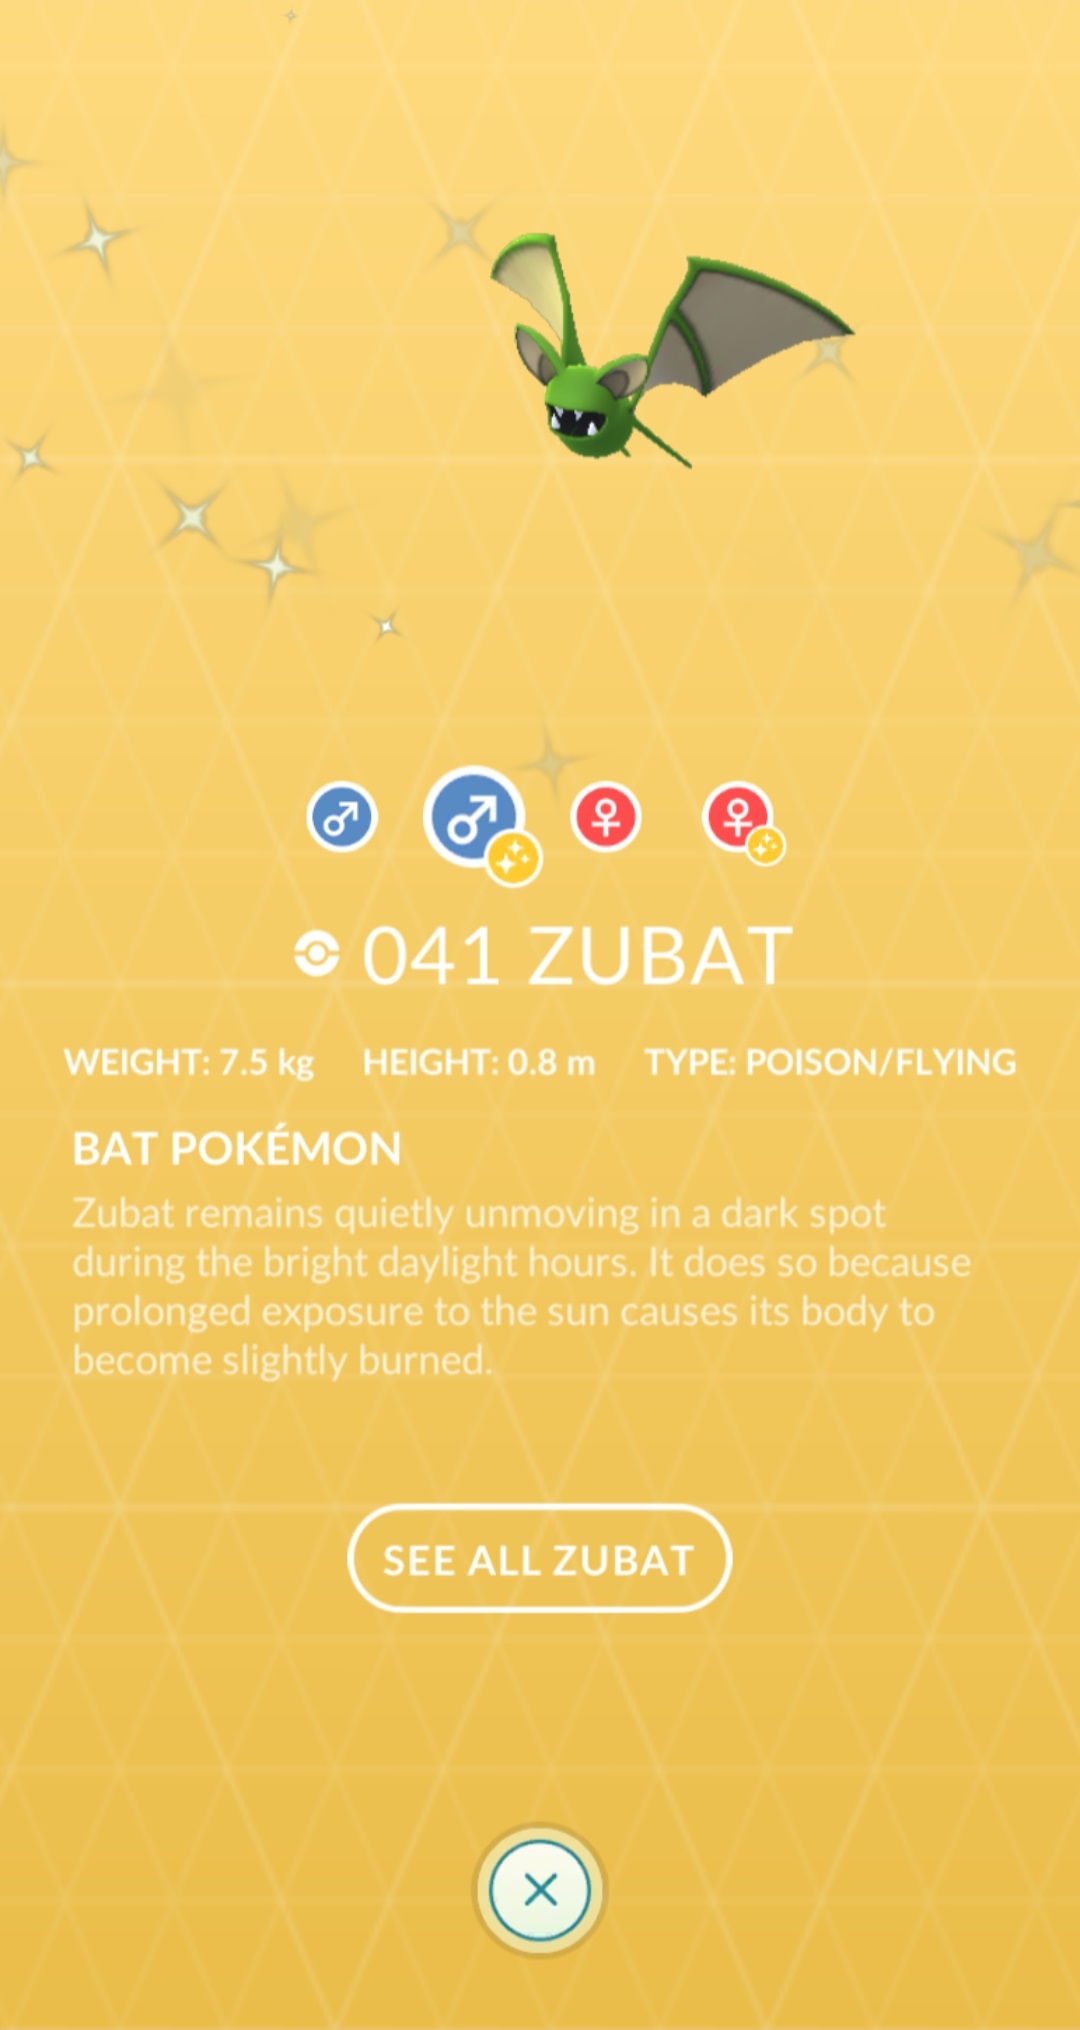 041 ZUBAT
WEIGHT: 7.5 kg HEIGHT: 0.8 m TYPE: POISON/FLYING
BAT POKÉMON
Zubat remains quietly unmoving in a dark spot
during the bright daylight hours. It does so because
prolonged exposure to the sun causes its body to
become slightly burned.
SEE ALL ZUBAT